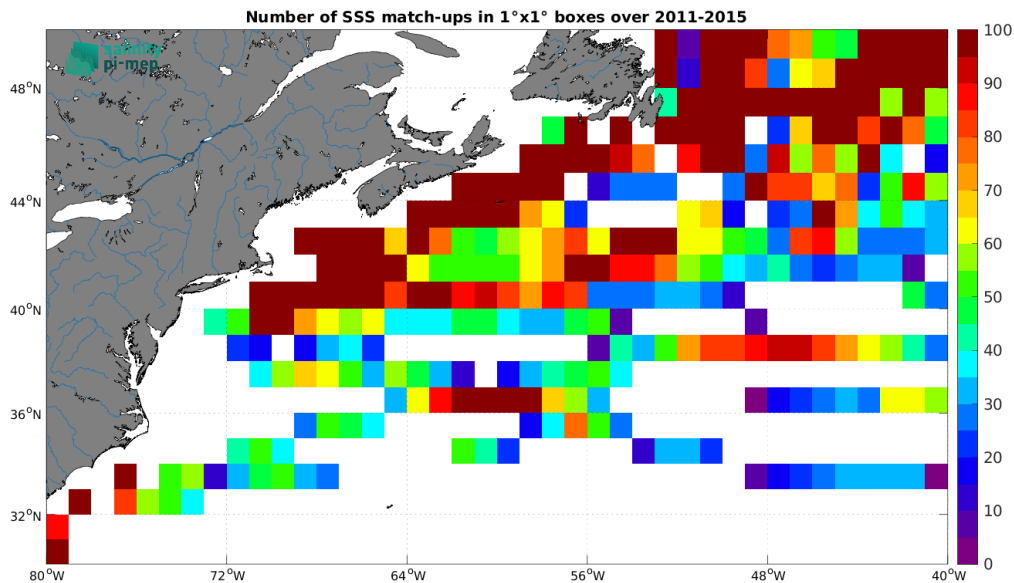 Number of SSS match-ups in 1°x1° boxes over 2011-2015
salinity
pi-mep
48°N
44°N
40°N
36°N
32°N
80°W 72°W 64°W 56°W 48°W 40°W
100
90
80
70
60
50
40
30
20
10
0